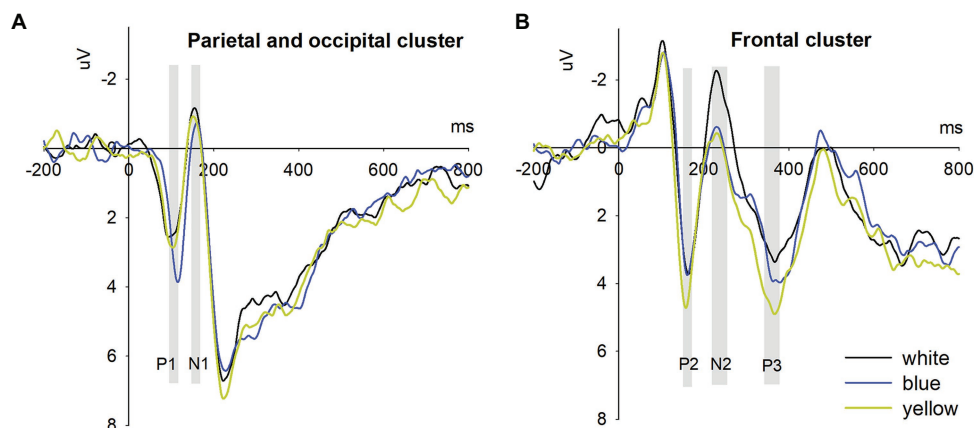 A
Parietal and occipital cluster
uV
-2
ms
-200 0 200 400 600 800
2
4
6
8
P1 N1
B
Frontal cluster
uV
-2
ms
-200 0 200 400 600 800
2
4
6
8
P2 N2 P3
white
blue
yellow